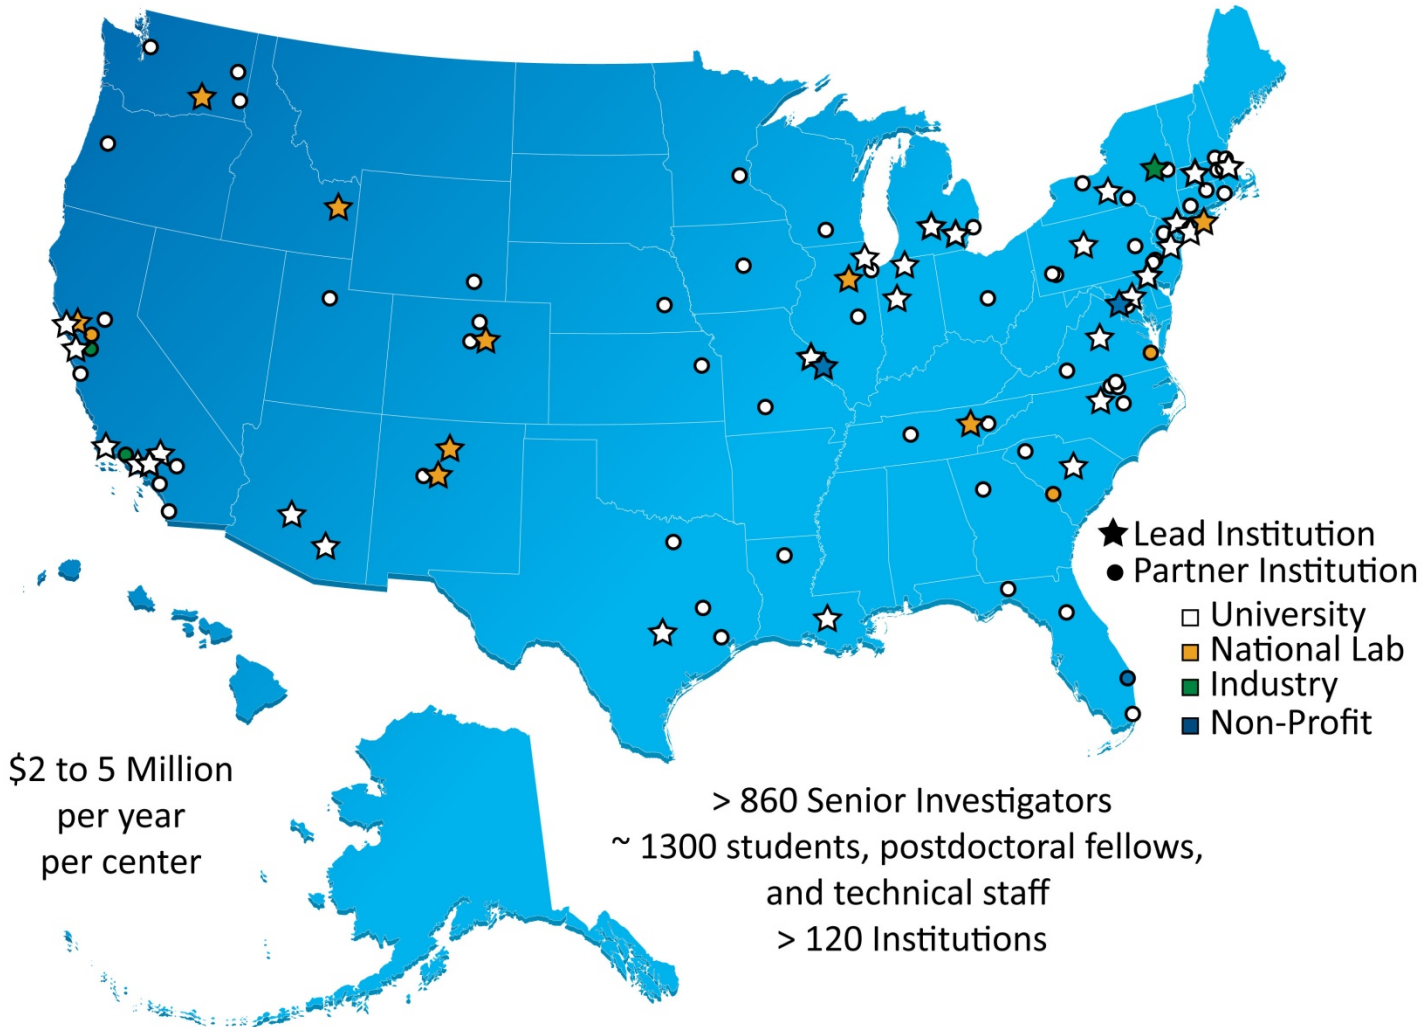 Lead Institution
Partner Institution
University
National Lab
Industry
Non-Profit
$2 to 5 Million
per year
per center
> 860 Senior Investigators
~ 1300 students, postdoctoral fellows,
and technical staff
> 120 Institutions